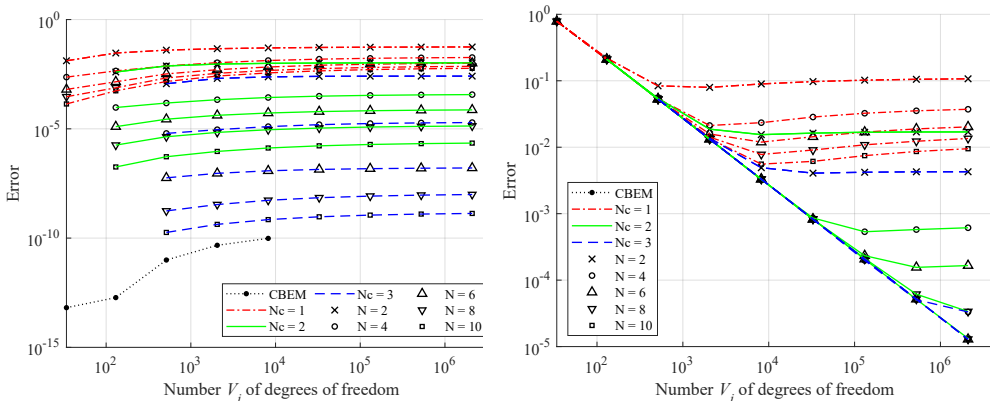 10^0
10^-5
10^-10
10^-15
Error
10^2
10^3
10^4
10^5
10^6
Number V_i of degrees of freedom
CBEM
Nc = 1
Nc = 2
Nc = 3
N = 2
N = 4
N = 6
N = 8
N = 10
10^0
10^-1
10^-2
10^-3
10^-4
10^-5
Error
10^2
10^3
10^4
10^5
10^6
Number V_i of degrees of freedom
CBEM
Nc = 1
Nc = 2
Nc = 3
N = 2
N = 4
N = 6
N = 8
N = 10